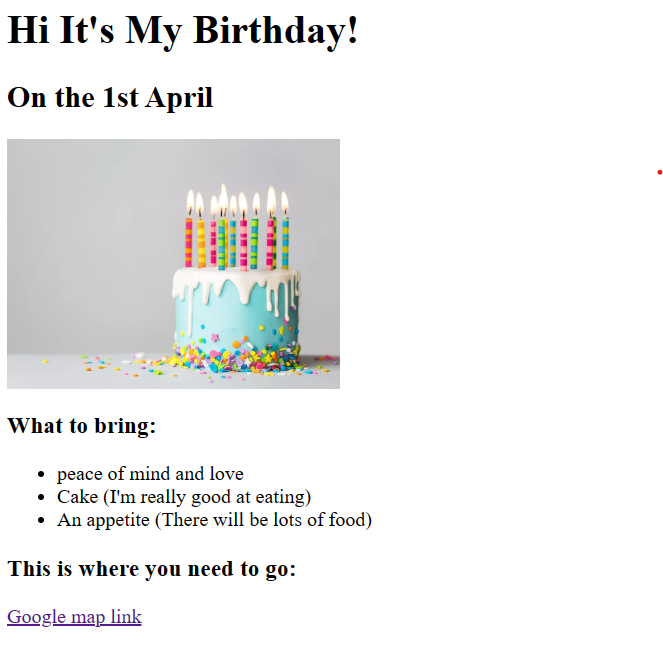 Hi It's My Birthday!
On the 1st April
What to bring:
peace of mind and love
Cake (I'm really good at eating)
An appetite (There will be lots of food)
This is where you need to go:
Google map link